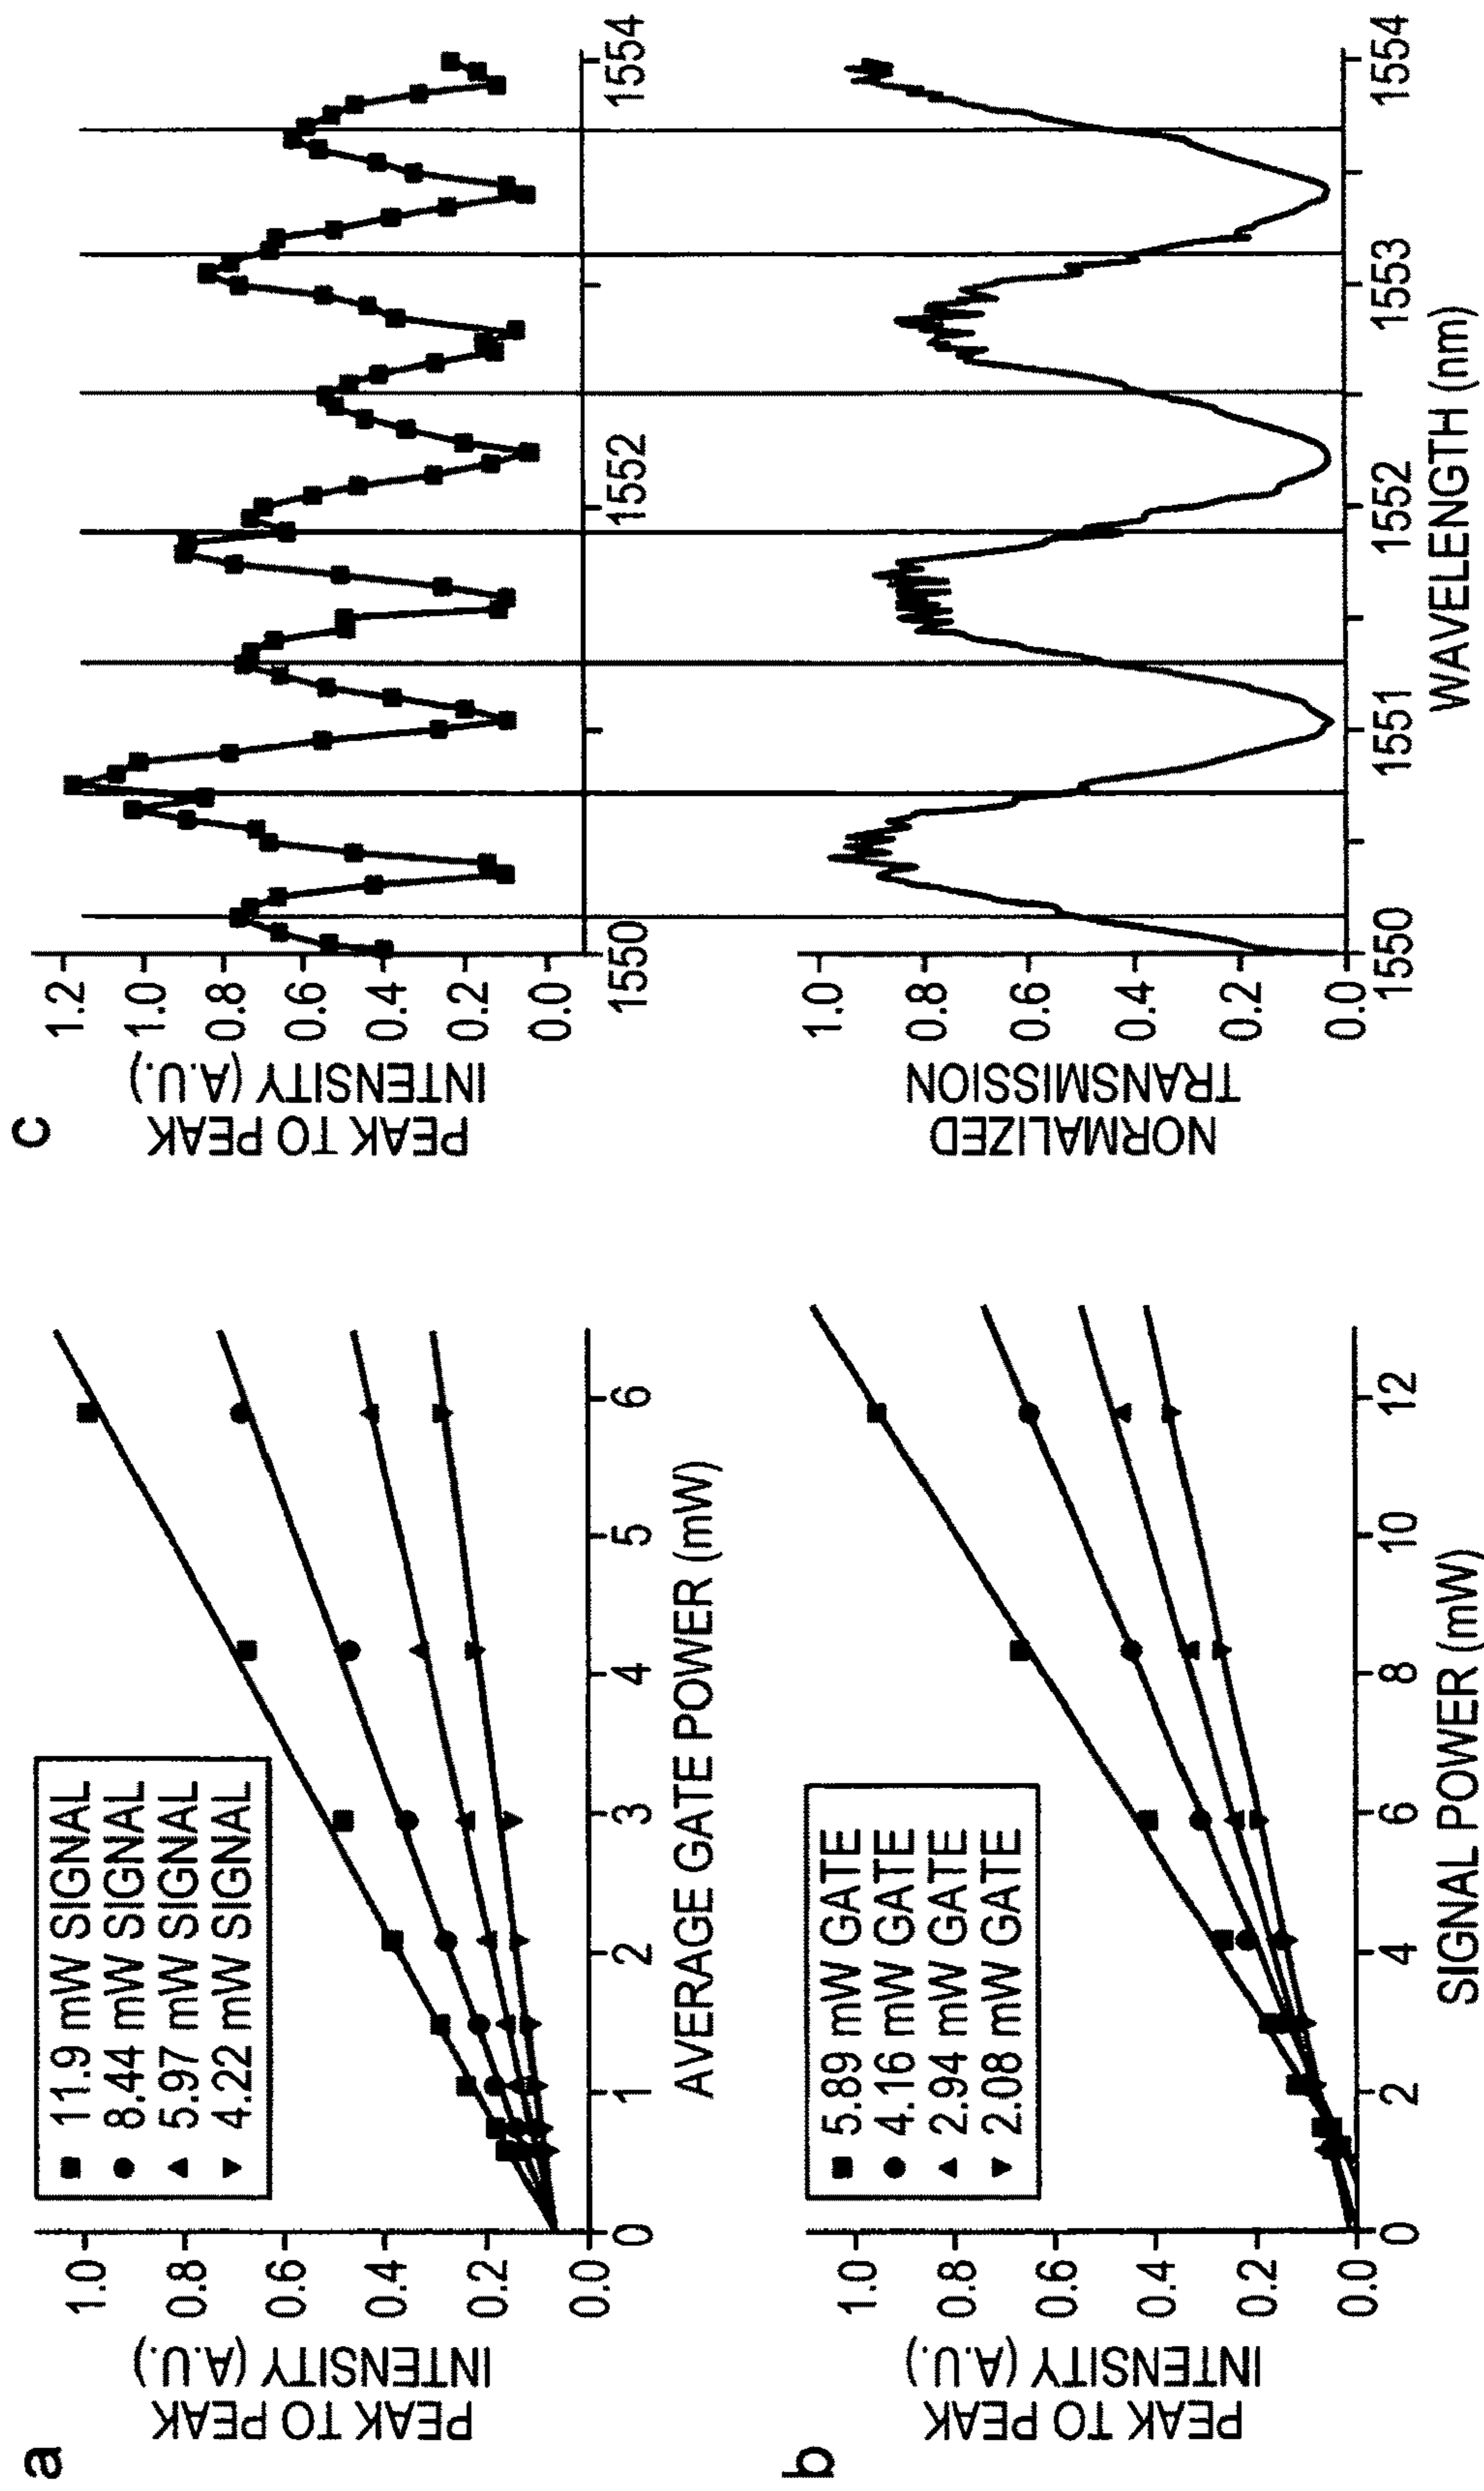 a
PEAK TO PEAK
INTENSITY (A.U.)
1.0
0.8
0.6
0.4
0.2
0.0
11.9 mW SIGNAL
8.44 mW SIGNAL
5.97 mW SIGNAL
4.22 mW SIGNAL
0 1 2 3 4 5 6
AVERAGE GATE POWER (mW)
b
PEAK TO PEAK
INTENSITY (A.U.)
1.0
0.8
0.6
0.4
0.2
0.0
5.89 mW GATE
4.16 mW GATE
2.94 mW GATE
2.08 mW GATE
0 2 4 6 8 10 12
SIGNAL POWER (mW)
c
PEAK TO PEAK
INTENSITY (A.U.)
1.2
1.0
0.8
0.6
0.4
0.2
0.0
1550 1552 1554
NORMALIZED
TRANSMISSION
1.0
0.8
0.6
0.4
0.2
0.0
1550 1551 1552 1553 1554
WAVELENGTH (nm)